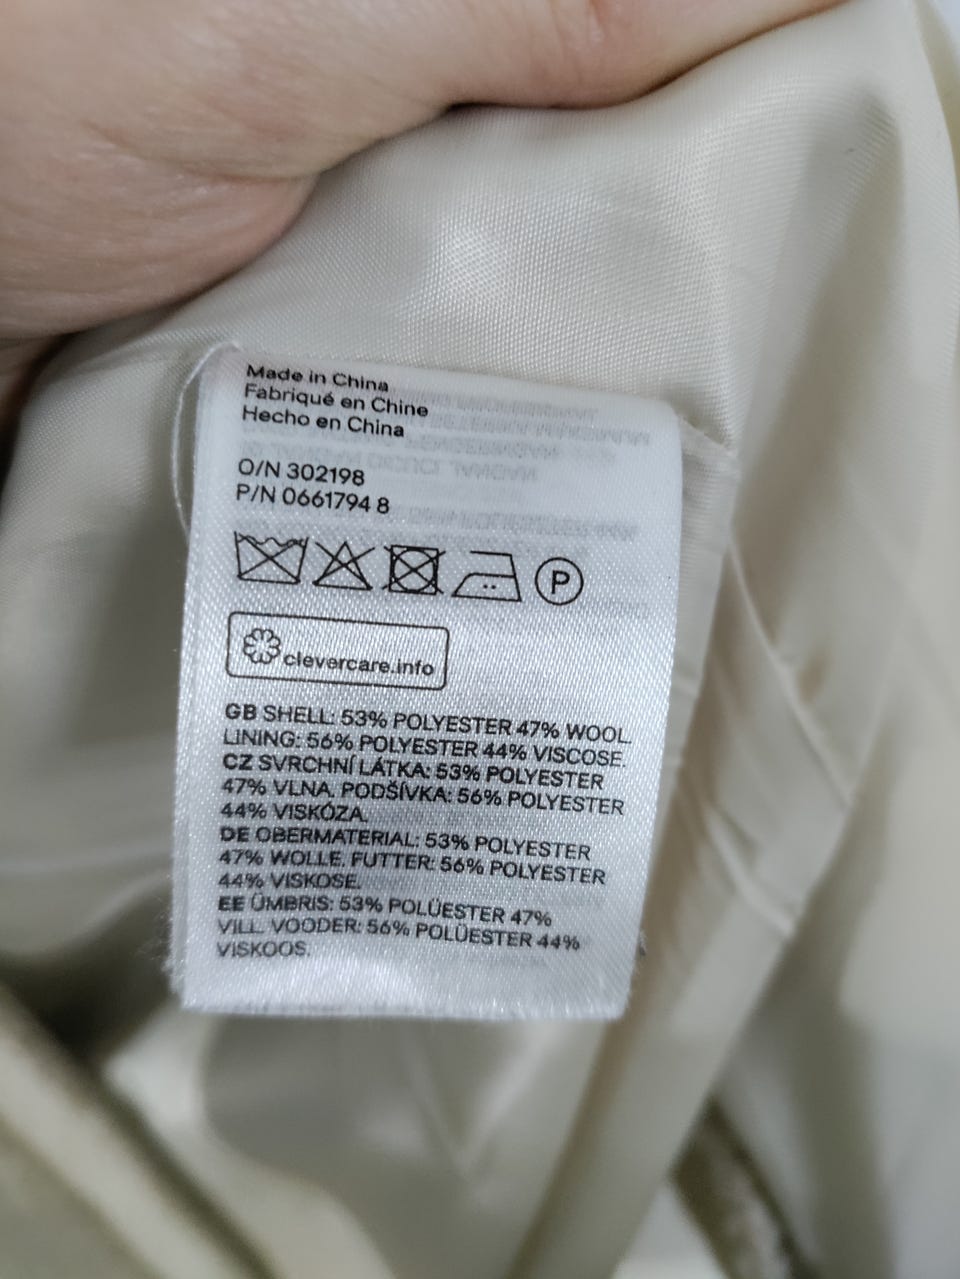 Made in China
Fabriqué en Chine
Hecho en China
O/N 302198
P/N 0661794 8
P
clevercare.info
GB SHELL: 53% POLYESTER 47% WOOL.
LINING: 56% POLYESTER 44% VISCOSE.
CZ SVRCHNÍ LÁTKA: 53% POLYESTER
47% VLNA. PODŠÍVKA: 56% POLYESTER
44% VISKÓZA.
DE OBERMATERIAL: 53% POLYESTER
47% WOLLE. FUTTER: 56% POLYESTER
44% VISKOSE.
EE ÜMBRIS: 53% POLÜESTER 47%
VILL. VOODER: 56% POLÜESTER 44%
VISKOOS.